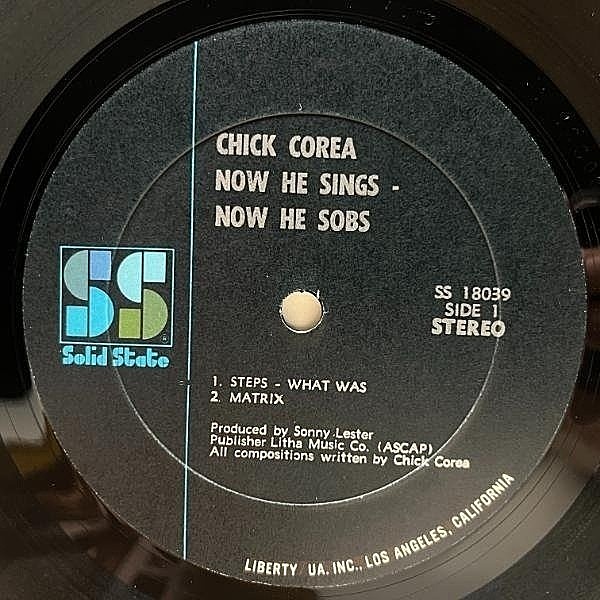 CHICK COREA
NOW HE SINGS -
NOW HE SOBS
SS
Solid State
SS 18039
SIDE 1
STEREO
1. STEPS - WHAT WAS
2. MATRIX
Produced by Sonny Lester
Publisher Litha Music Co. (ASCAP)
All compositions written by Chick Corea
LIBERTY UA. INC., LOS ANGELES, CALIFORNIA